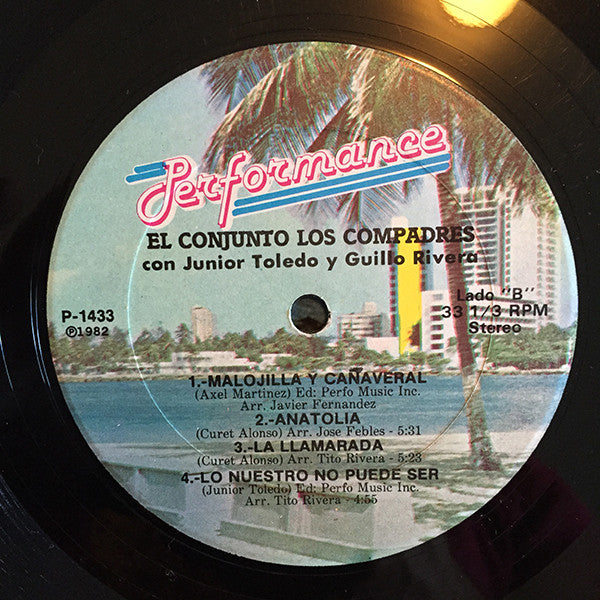 Performance
EL CONJUNTO LOS COMPADRES
con Junior Toledo y Guillo Rivera
P-1433
℗1982
Lado "B"
33 1/3 RPM
Stereo
1.-MALOJILLA Y CAÑAVERAL
(Axel Martinez) Ed: Perfo Music Inc.
Arr. Javier Fernandez
2.-ANATOLIA
(Curet Alonso) Arr. Jose Febles - 5:31
3.-LA LLAMARADA
(Curet Alonso) Arr. Tito Rivera - 5:23
4.-LO NUESTRO NO PUEDE SER
(Junior Toledo) Ed: Perfo Music Inc.
Arr. Tito Rivera - 4:55